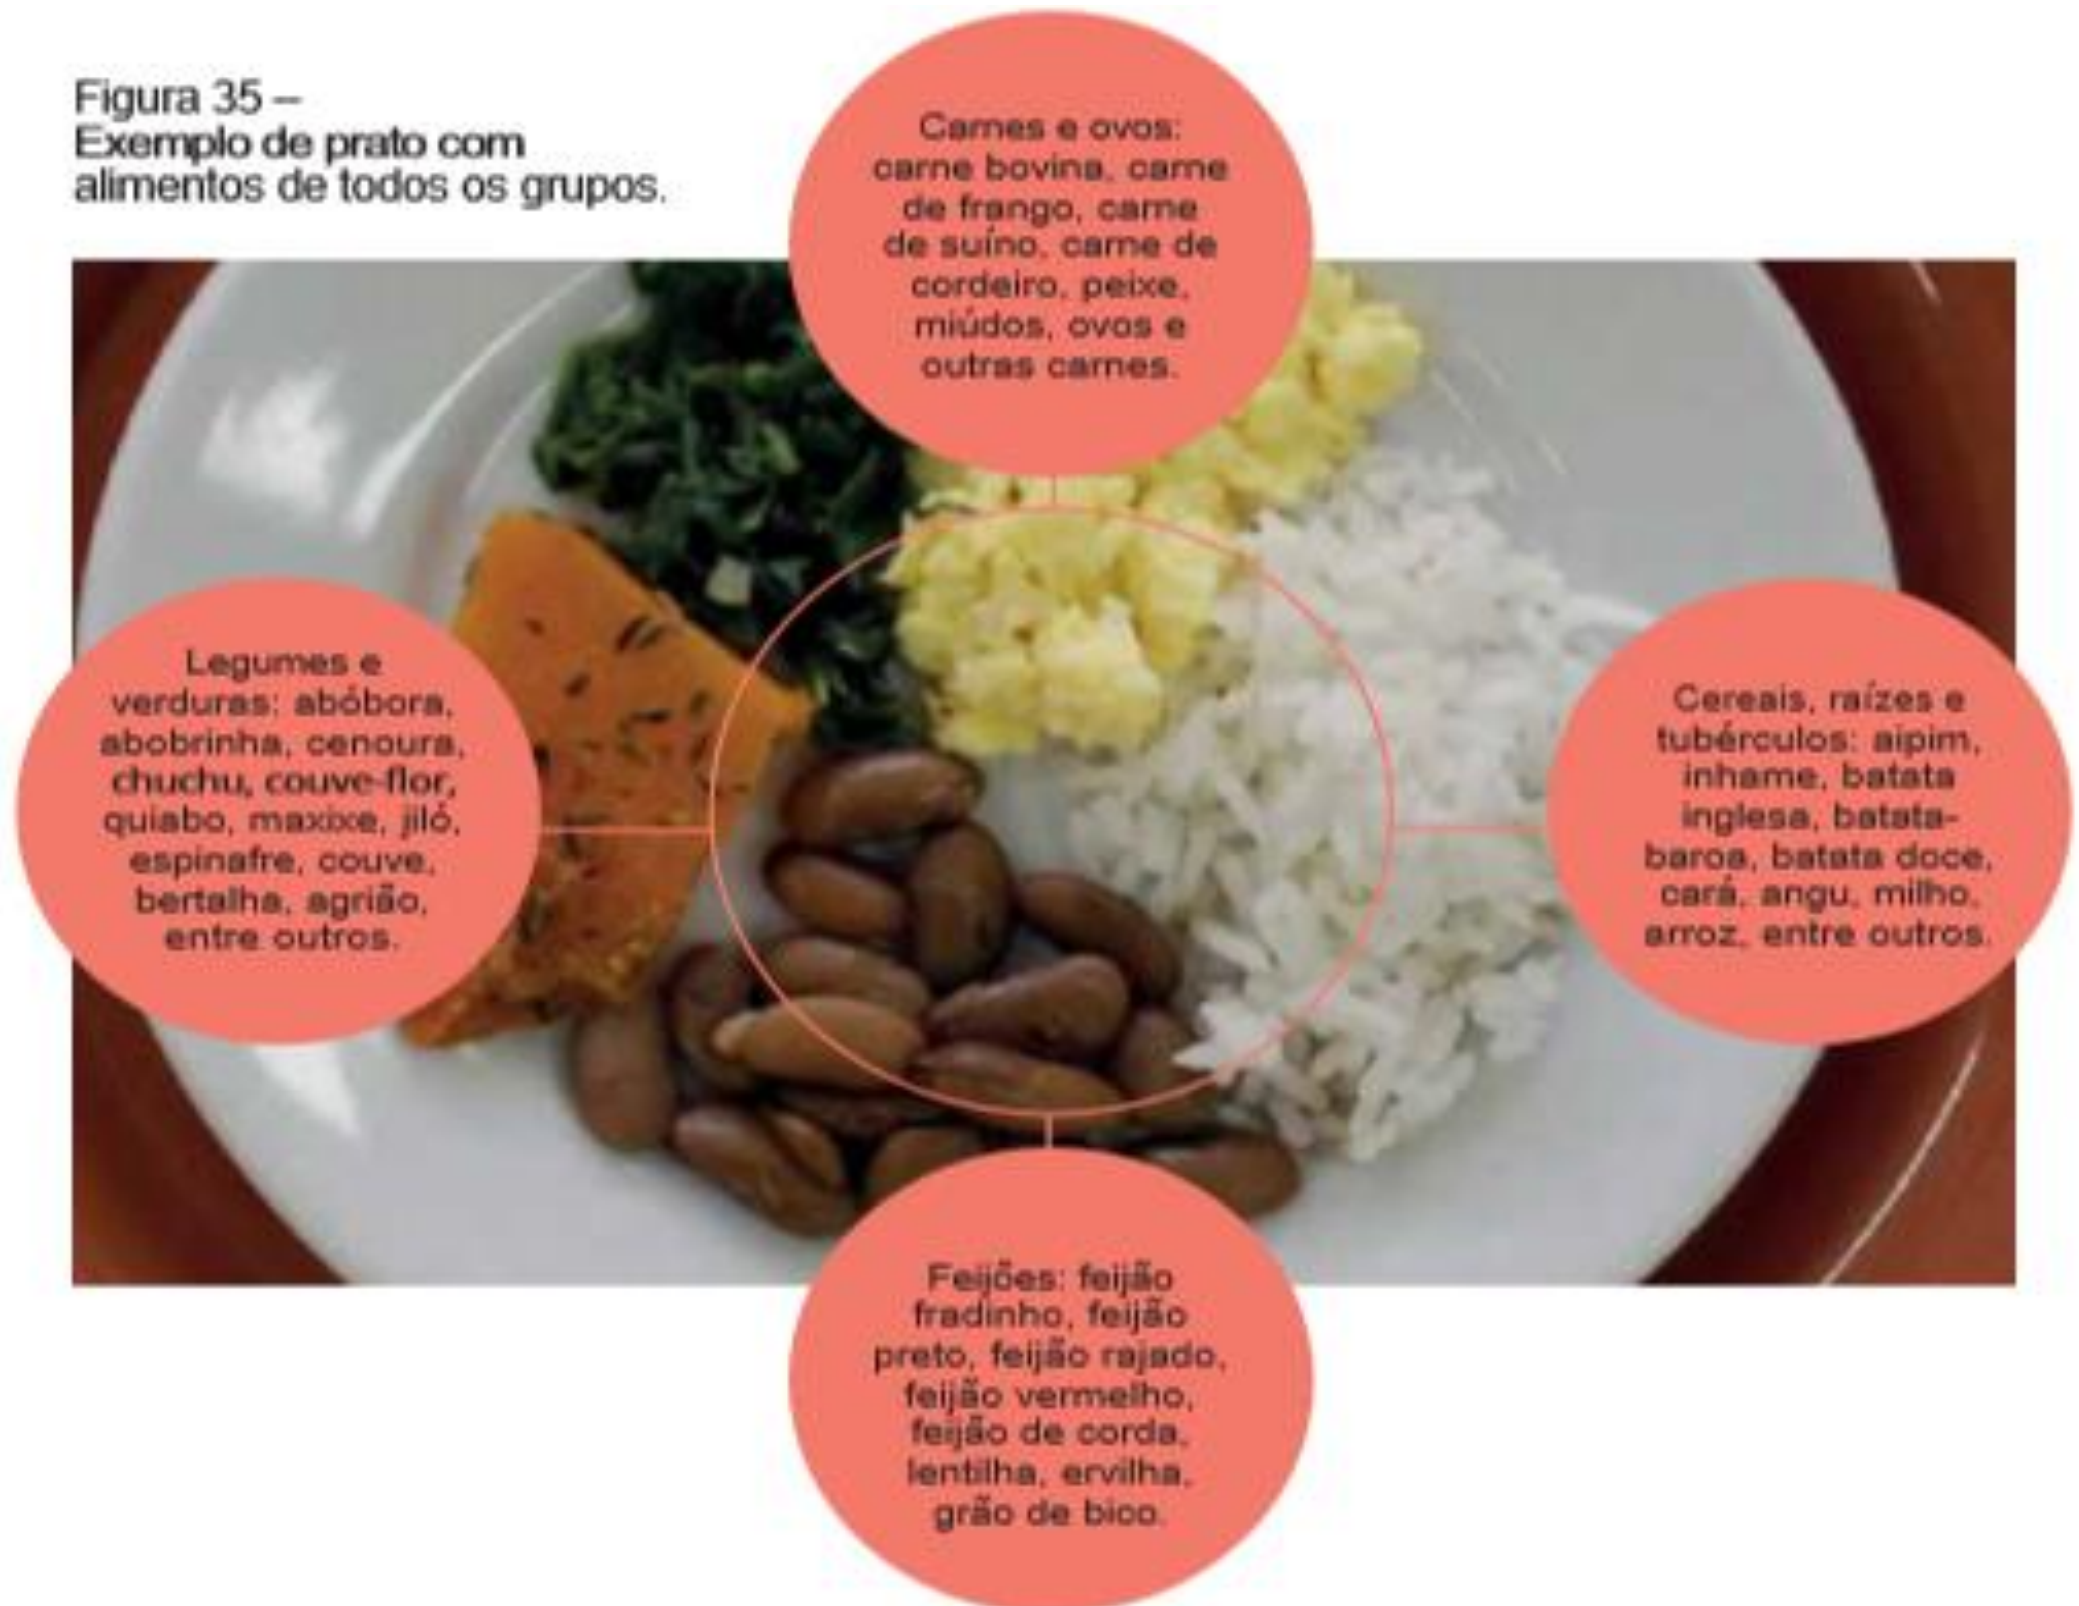 Figura 35 –
Exemplo de prato com
alimentos de todos os grupos.
Carnes e ovos:
carne bovina, carne
de frango, carne
de suíno, carne de
cordeiro, peixe,
miúdos, ovos e
outras carnes.
Legumes e
verduras: abóbora,
abobrinha, cenoura,
chuchu, couve-flor,
quiabo, maxixe, jiló,
espinafre, couve,
bertalha, agrião,
entre outros.
Cereais, raízes e
tubérculos: aipim,
inhame, batata
inglesa, batata-
baroa, batata doce,
cará, angu, milho,
arroz, entre outros.
Feijões: feijão
fradinho, feijão
preto, feijão rajado,
feijão vermelho,
feijão de corda,
lentilha, ervilha,
grão de bico.